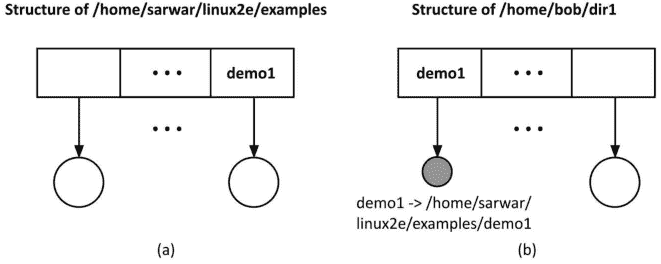 Structure of /home/sarwar/linux2e/examples
demo1
(a)
Structure of /home/bob/dir1
demo1
demo1 -> /home/sarwar/
linux2e/examples/demo1
(b)